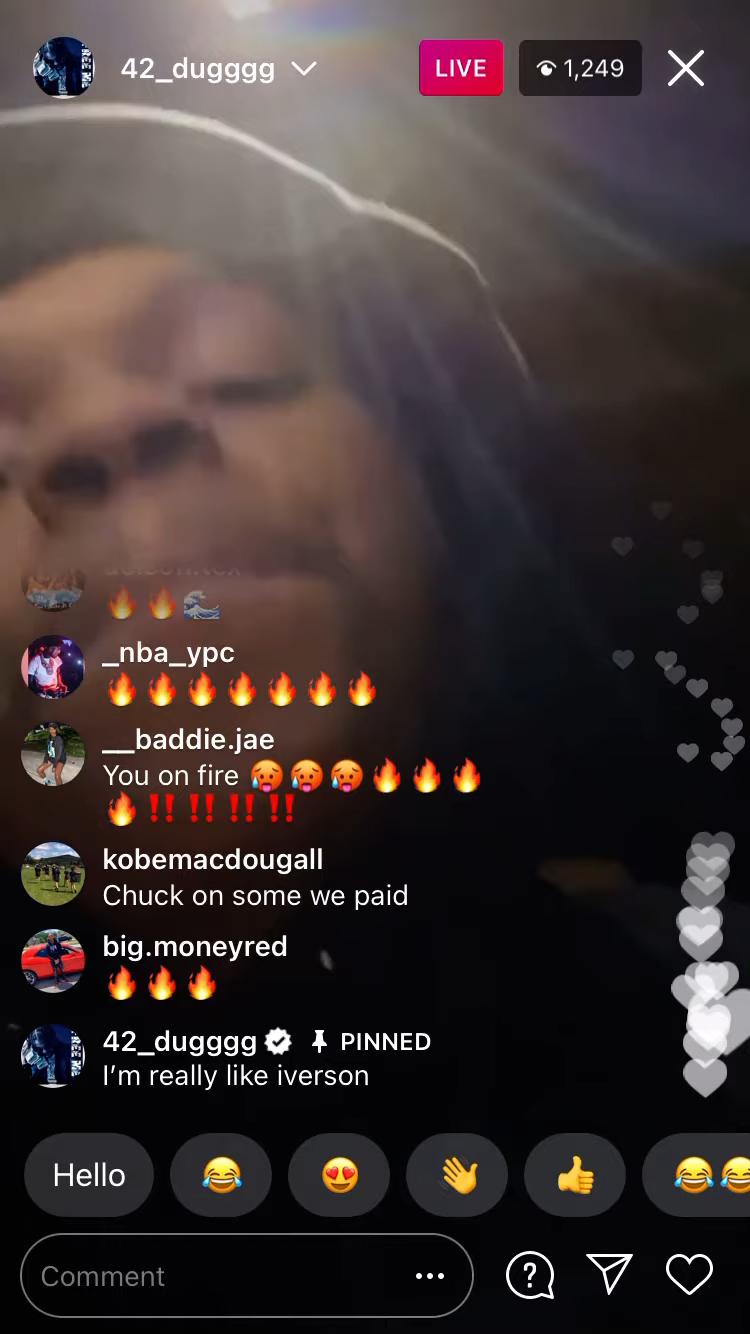 42_dugggg
LIVE
1,249
🔥🔥🌊
_nba_ypc
🔥🔥🔥🔥🔥🔥🔥
__baddie.jae
You on fire 🥵🥵🥵🔥🔥🔥
🔥‼️‼️‼️‼️
kobemacdougall
Chuck on some we paid
big.moneyred
🔥🔥🔥
42_dugggg PINNED
I’m really like iverson
Hello 😂 😍 👋 👍 😂😂
Comment